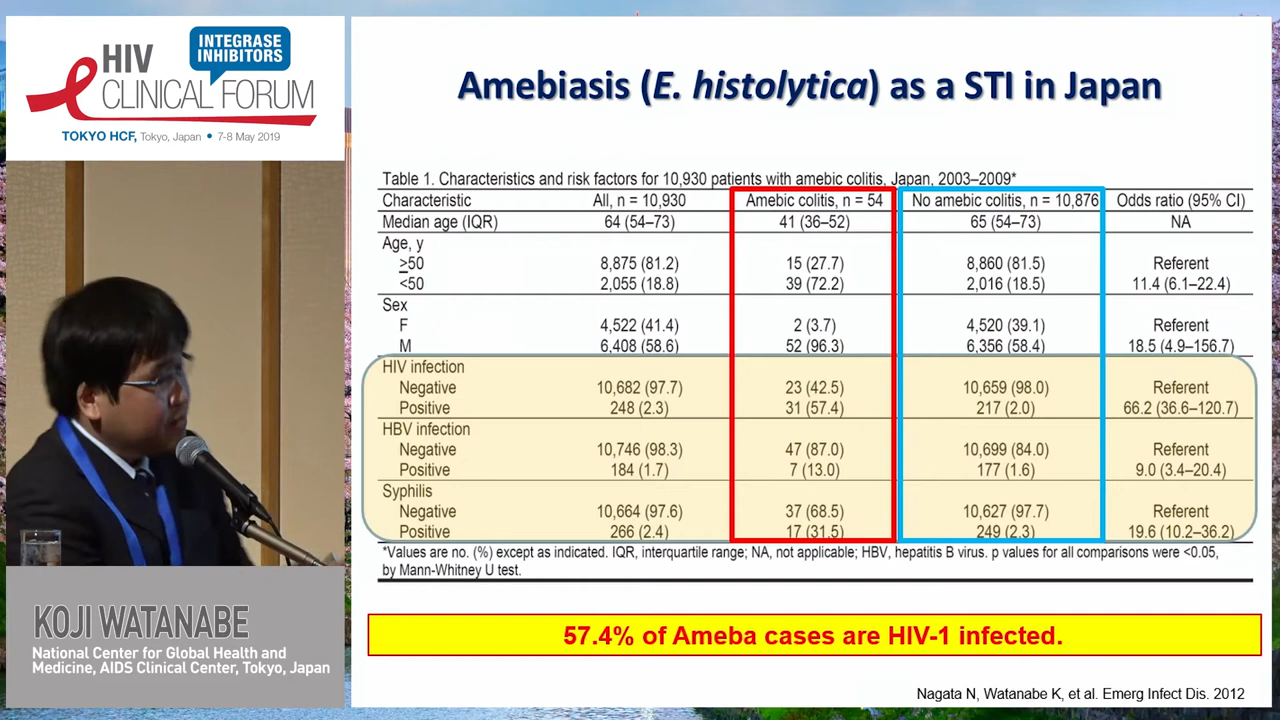 HIV
INTEGRASE
INHIBITORS
CLINICAL FORUM
TOKYO HCF, Tokyo, Japan • 7-8 May 2019
Amebiasis (E. histolytica) as a STI in Japan
Table 1. Characteristics and risk factors for 10,930 patients with amebic colitis, Japan, 2003–2009*
Characteristic All, n = 10,930 Amebic colitis, n = 54 No amebic colitis, n = 10,876 Odds ratio (95% CI)
Median age (IQR) 64 (54–73) 41 (36–52) 65 (54–73) NA
Age, y
≥50 8,875 (81.2) 15 (27.7) 8,860 (81.5) Referent
<50 2,055 (18.8) 39 (72.2) 2,016 (18.5) 11.4 (6.1–22.4)
Sex
F 4,522 (41.4) 2 (3.7) 4,520 (39.1) Referent
M 6,408 (58.6) 52 (96.3) 6,356 (58.4) 18.5 (4.9–156.7)
HIV infection
Negative 10,682 (97.7) 23 (42.5) 10,659 (98.0) Referent
Positive 248 (2.3) 31 (57.4) 217 (2.0) 66.2 (36.6–120.7)
HBV infection
Negative 10,746 (98.3) 47 (87.0) 10,699 (84.0) Referent
Positive 184 (1.7) 7 (13.0) 177 (1.6) 9.0 (3.4–20.4)
Syphilis
Negative 10,664 (97.6) 37 (68.5) 10,627 (97.7) Referent
Positive 266 (2.4) 17 (31.5) 249 (2.3) 19.6 (10.2–36.2)
*Values are no. (%) except as indicated. IQR, interquartile range; NA, not applicable; HBV, hepatitis B virus. p values for all comparisons were <0.05,
by Mann-Whitney U test.
57.4% of Ameba cases are HIV-1 infected.
Nagata N, Watanabe K, et al. Emerg Infect Dis. 2012
KOJI WATANABE
National Center for Global Health and
Medicine, AIDS Clinical Center, Tokyo, Japan